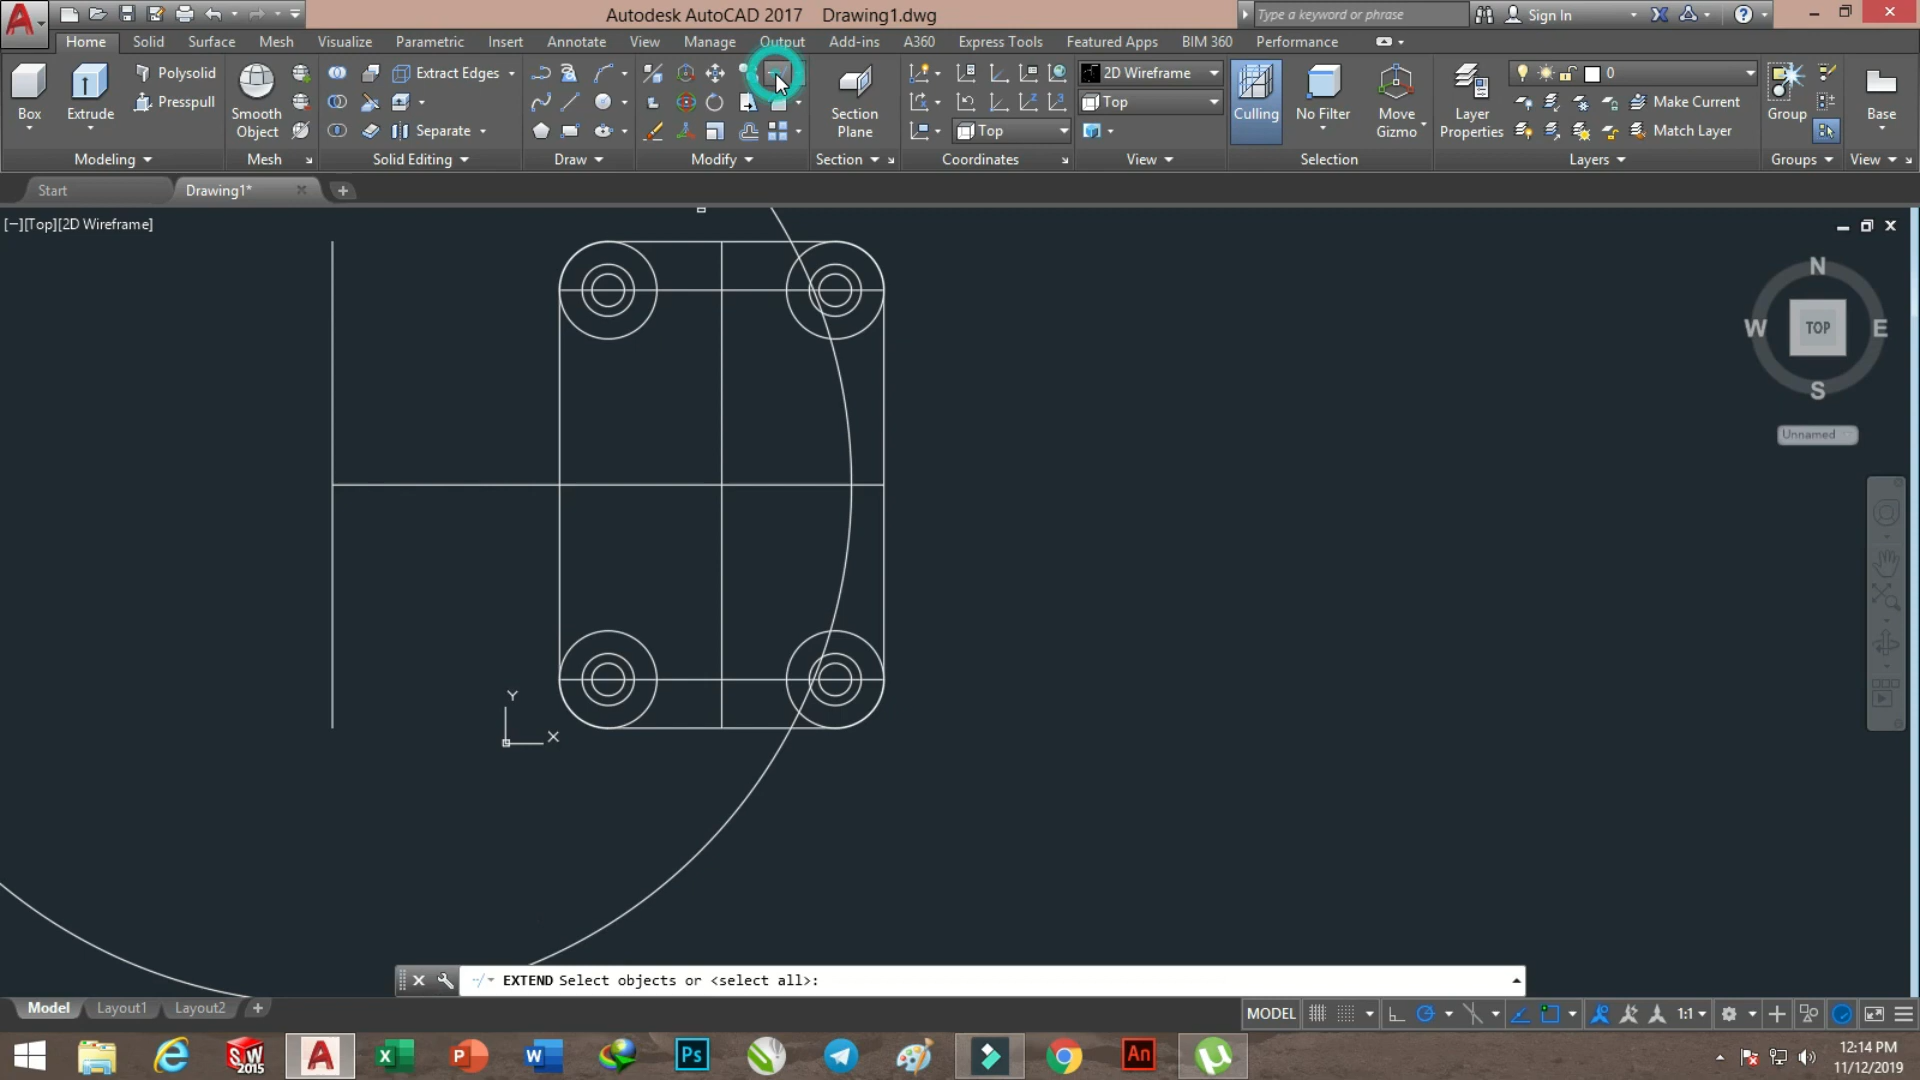 Autodesk AutoCAD 2017 Drawing1.dwg
Type a keyword or phrase
Sign In
Home Solid Surface Mesh Visualize Parametric Insert Annotate View Manage Output Add-ins A360 Express Tools Featured Apps BIM 360 Performance
Polysolid
Extract Edges
2D Wireframe
0
Presspull
Top
Make Current
Box
Extrude
Smooth
Object
Section
Plane
Culling
No Filter
Move
Gizmo
Layer
Properties
Group
Base
Separate
Top
Match Layer
Modeling
Mesh
Solid Editing
Draw
Modify
Section
Coordinates
View
Selection
Layers
Groups
View
Start
Drawing1*
[−][Top][2D Wireframe]
N
W
TOP
E
S
Unnamed
Y
X
EXTEND Select objects or <select all>:
Model
Layout1
Layout2
MODEL
1:1
SW
2015
A
X
P
W
Ps
An
12:14 PM
11/12/2019